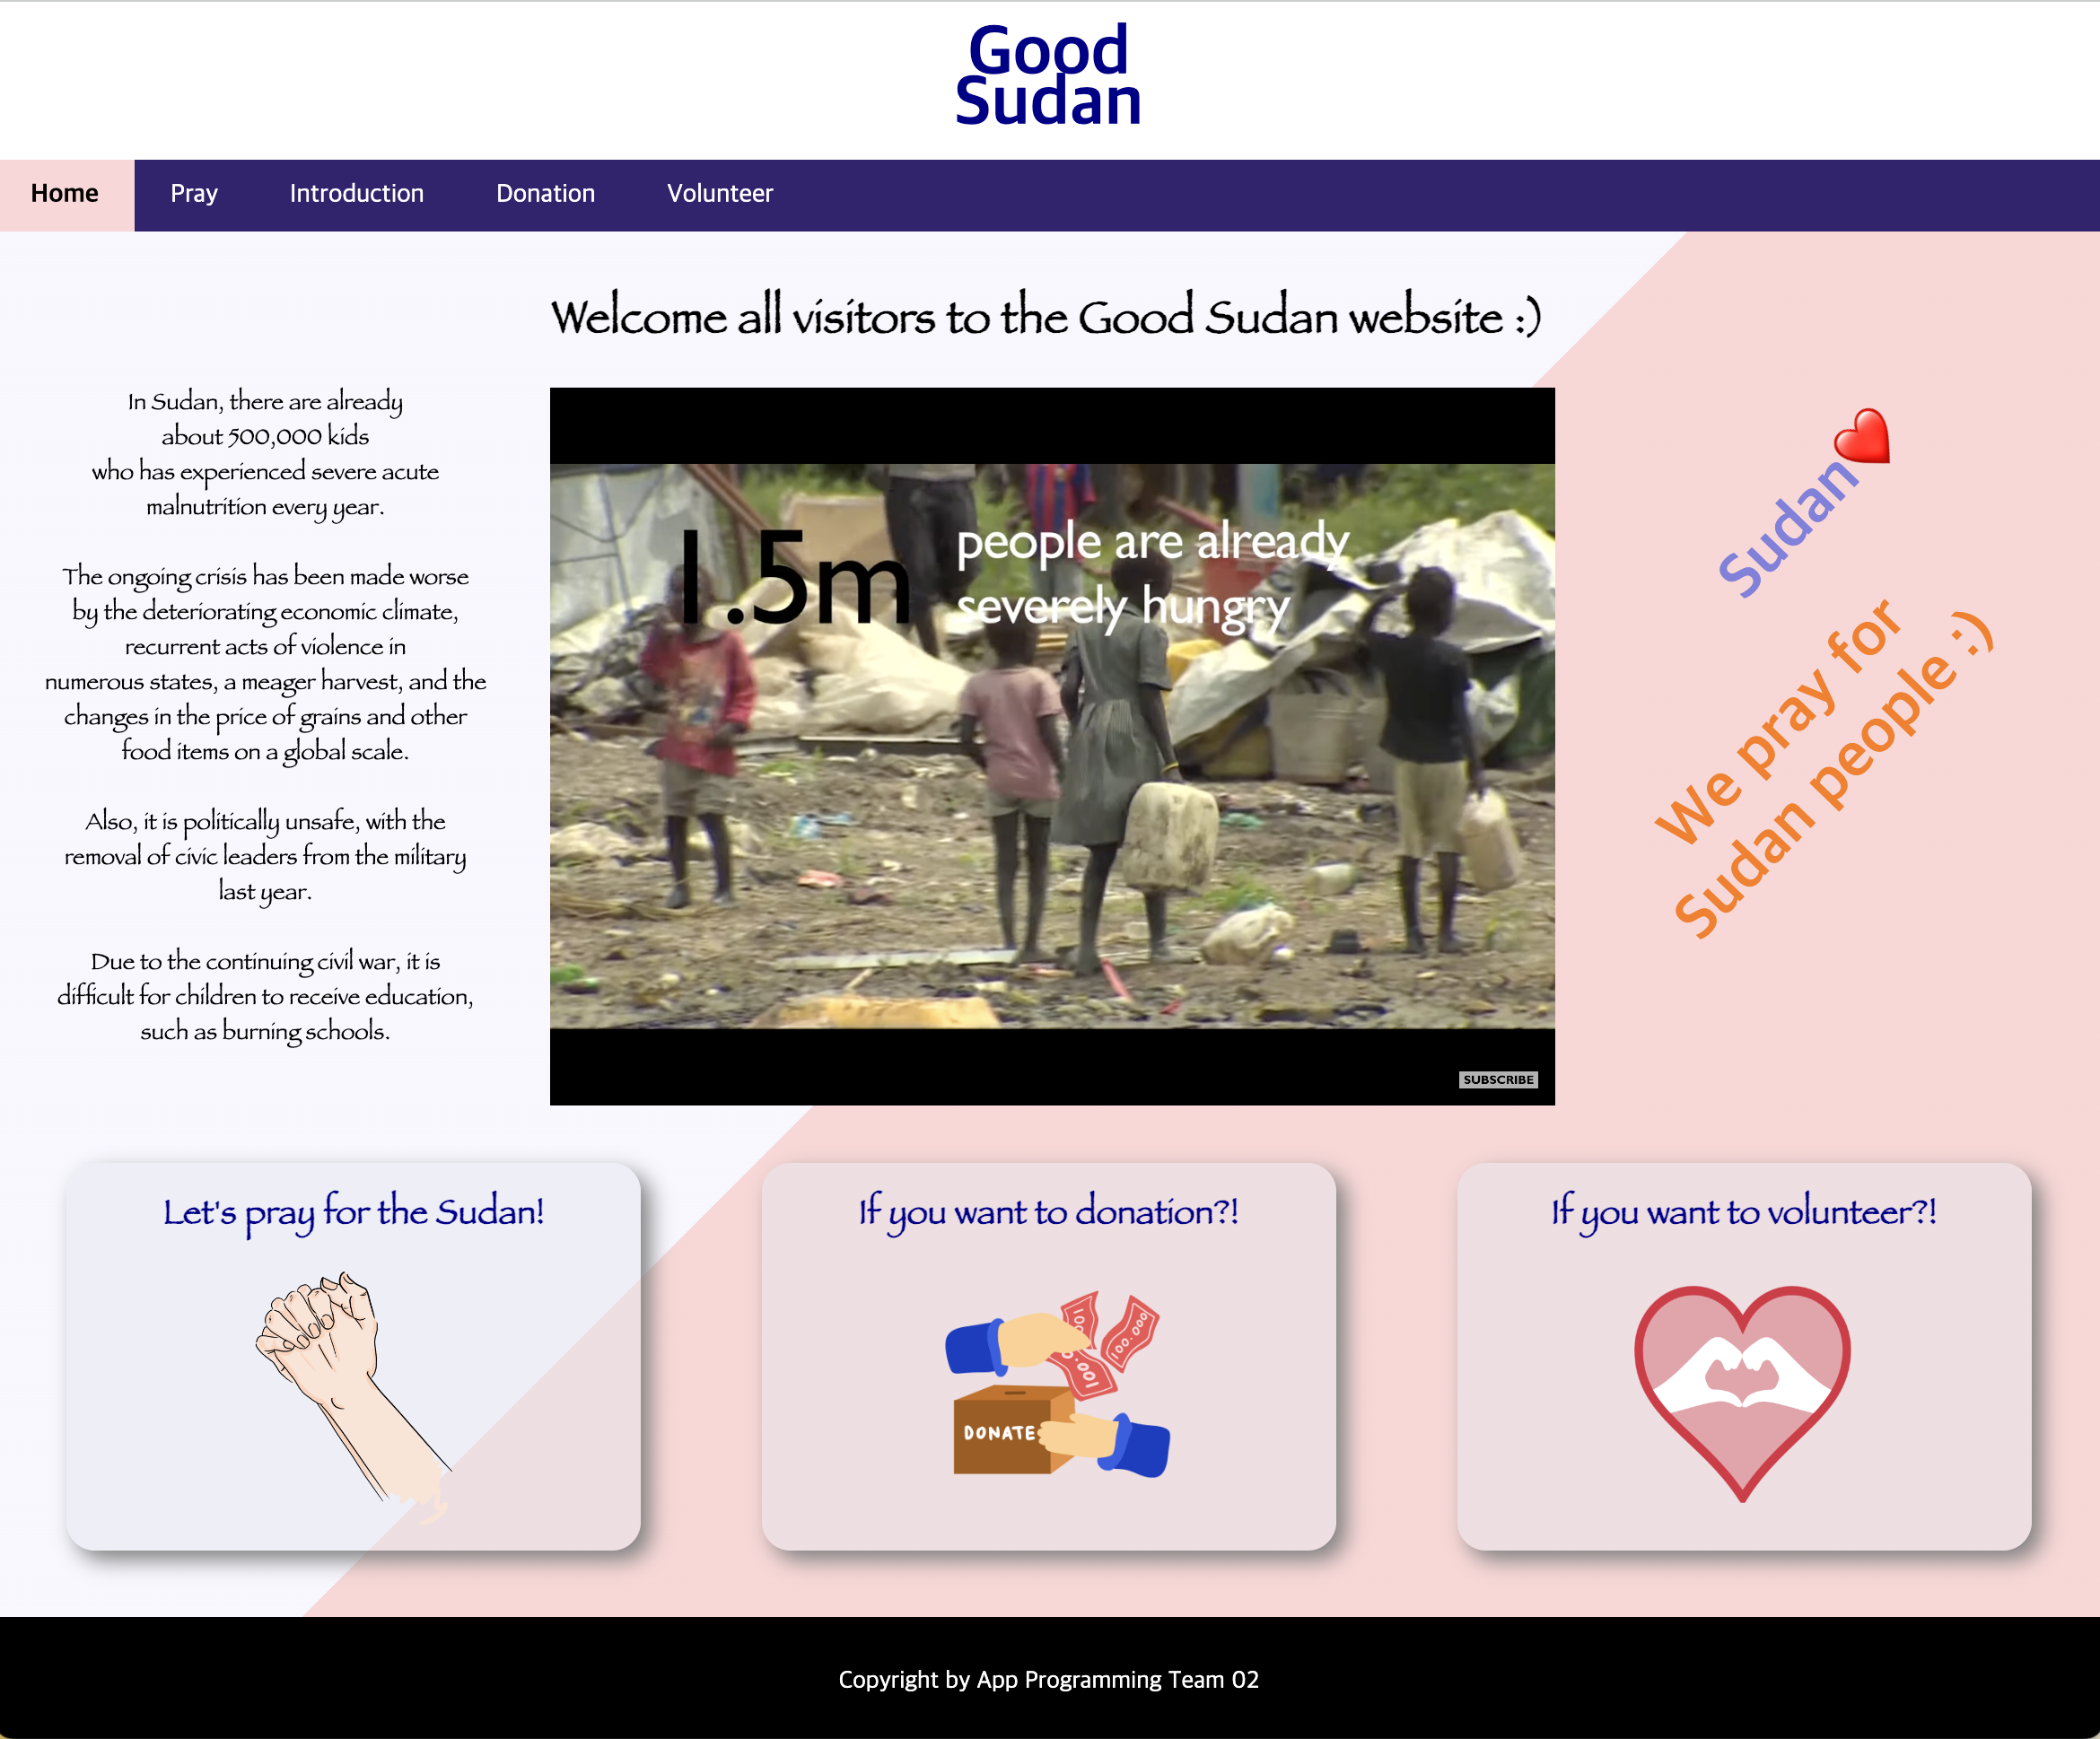 Good
Sudan
Home Pray Introduction Donation Volunteer
Welcome all visitors to the Good Sudan website :)
In Sudan, there are already
about 500,000 kids
who has experienced severe acute
malnutrition every year.
The ongoing crisis has been made worse
by the deteriorating economic climate,
recurrent acts of violence in
numerous states, a meager harvest, and the
changes in the price of grains and other
food items on a global scale.
Also, it is politically unsafe, with the
removal of civic leaders from the military
last year.
Due to the continuing civil war, it is
difficult for children to receive education,
such as burning schools.
1.5m
people are already
severely hungry
SUBSCRIBE
Sudan❤️
We pray for
Sudan people :)
Let's pray for the Sudan!
If you want to donation?!
100.000
DONATE
If you want to volunteer?!
Copyright by App Programming Team 02